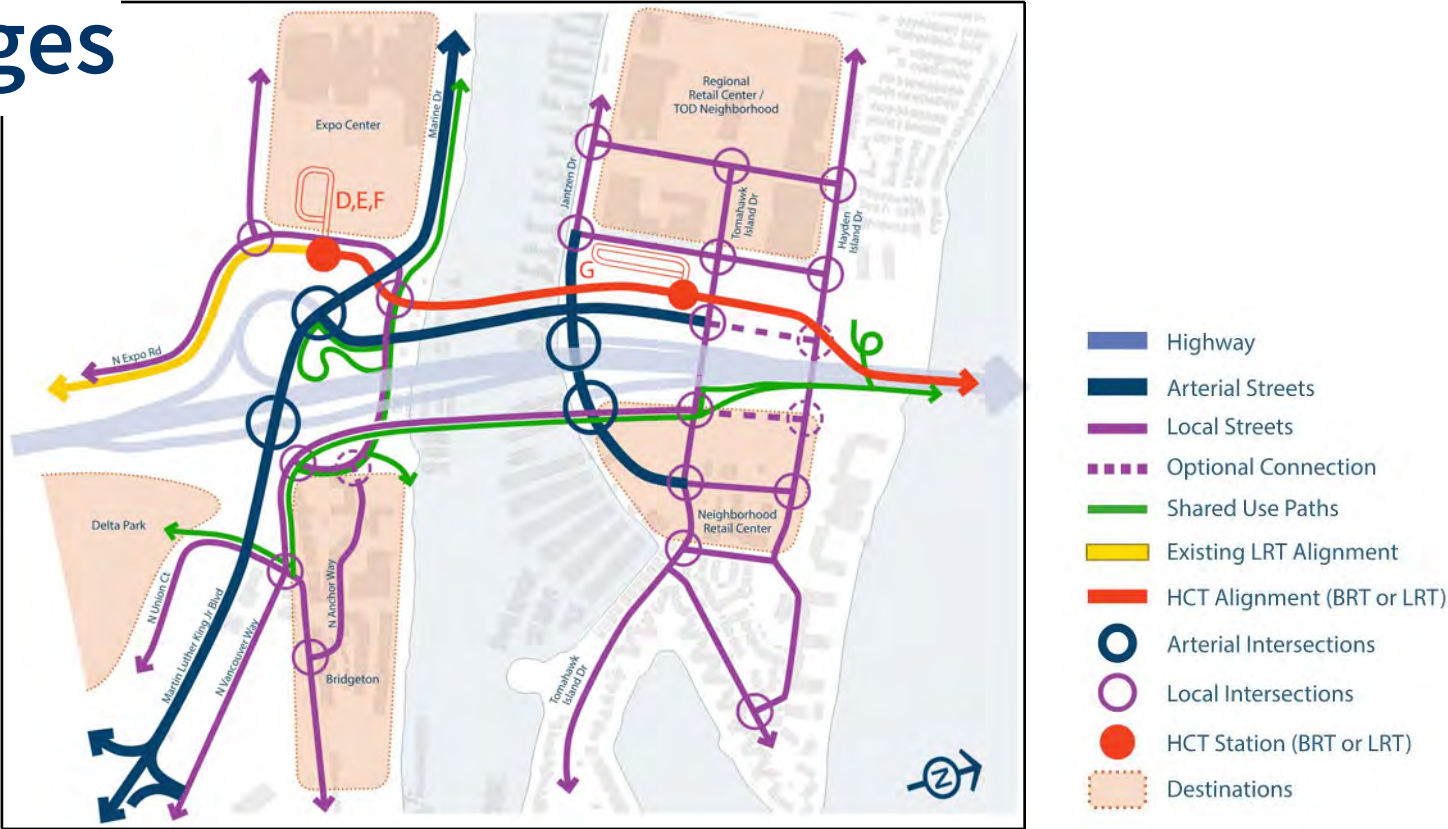 ges
Expo Center
Marine Dr
D,E,F
N Expo Rd
Regional
Retail Center /
TOD Neighborhood
Jantzen Dr
Tomahawk
Island Dr
Hayden
Island Dr
G
Delta Park
N Union Ct
Martin Luther King Jr Blvd
N Vancouver Way
N Anchor Way
Bridgeton
Neighborhood
Retail Center
Tomahawk
Island Dr
N
Highway
Arterial Streets
Local Streets
Optional Connection
Shared Use Paths
Existing LRT Alignment
HCT Alignment (BRT or LRT)
Arterial Intersections
Local Intersections
HCT Station (BRT or LRT)
Destinations